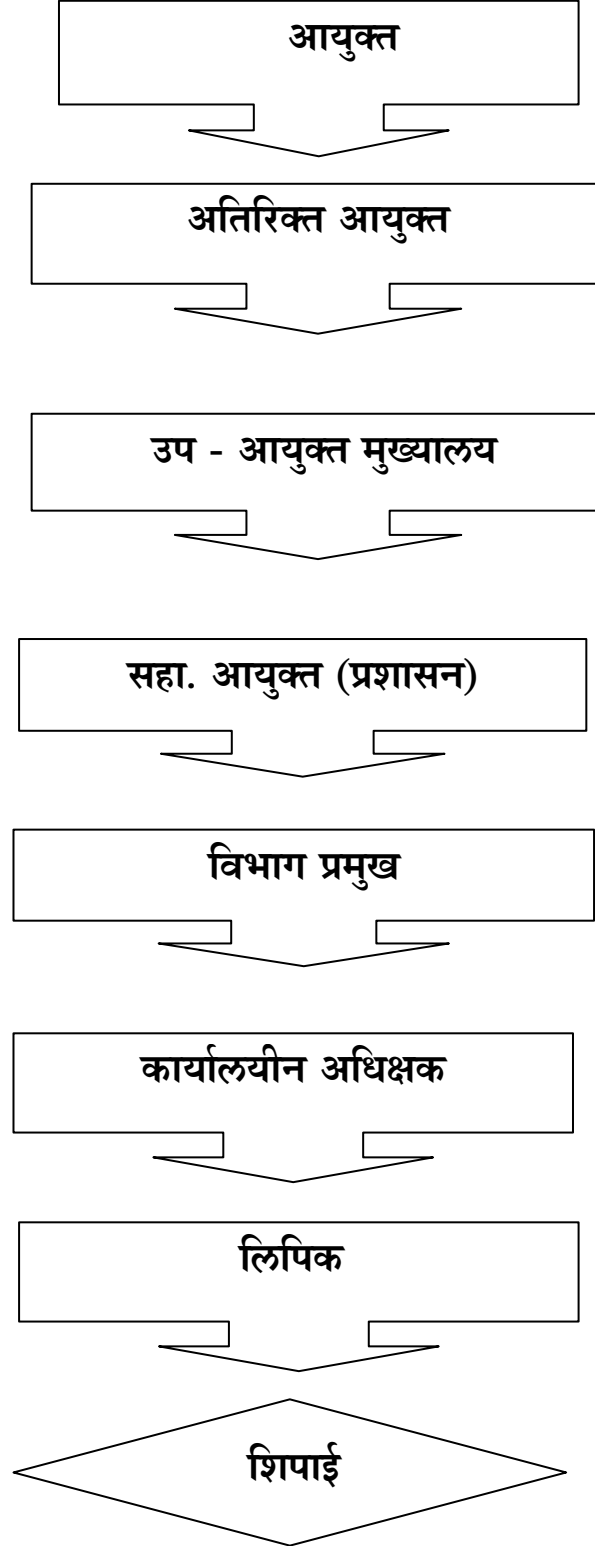 आयुक्त
अतिरिक्त आयुक्त
उप - आयुक्त मुख्यालय
सहा. आयुक्त (प्रशासन)
विभाग प्रमुख
कार्यालयीन अधिक्षक
लिपिक
शिपाई